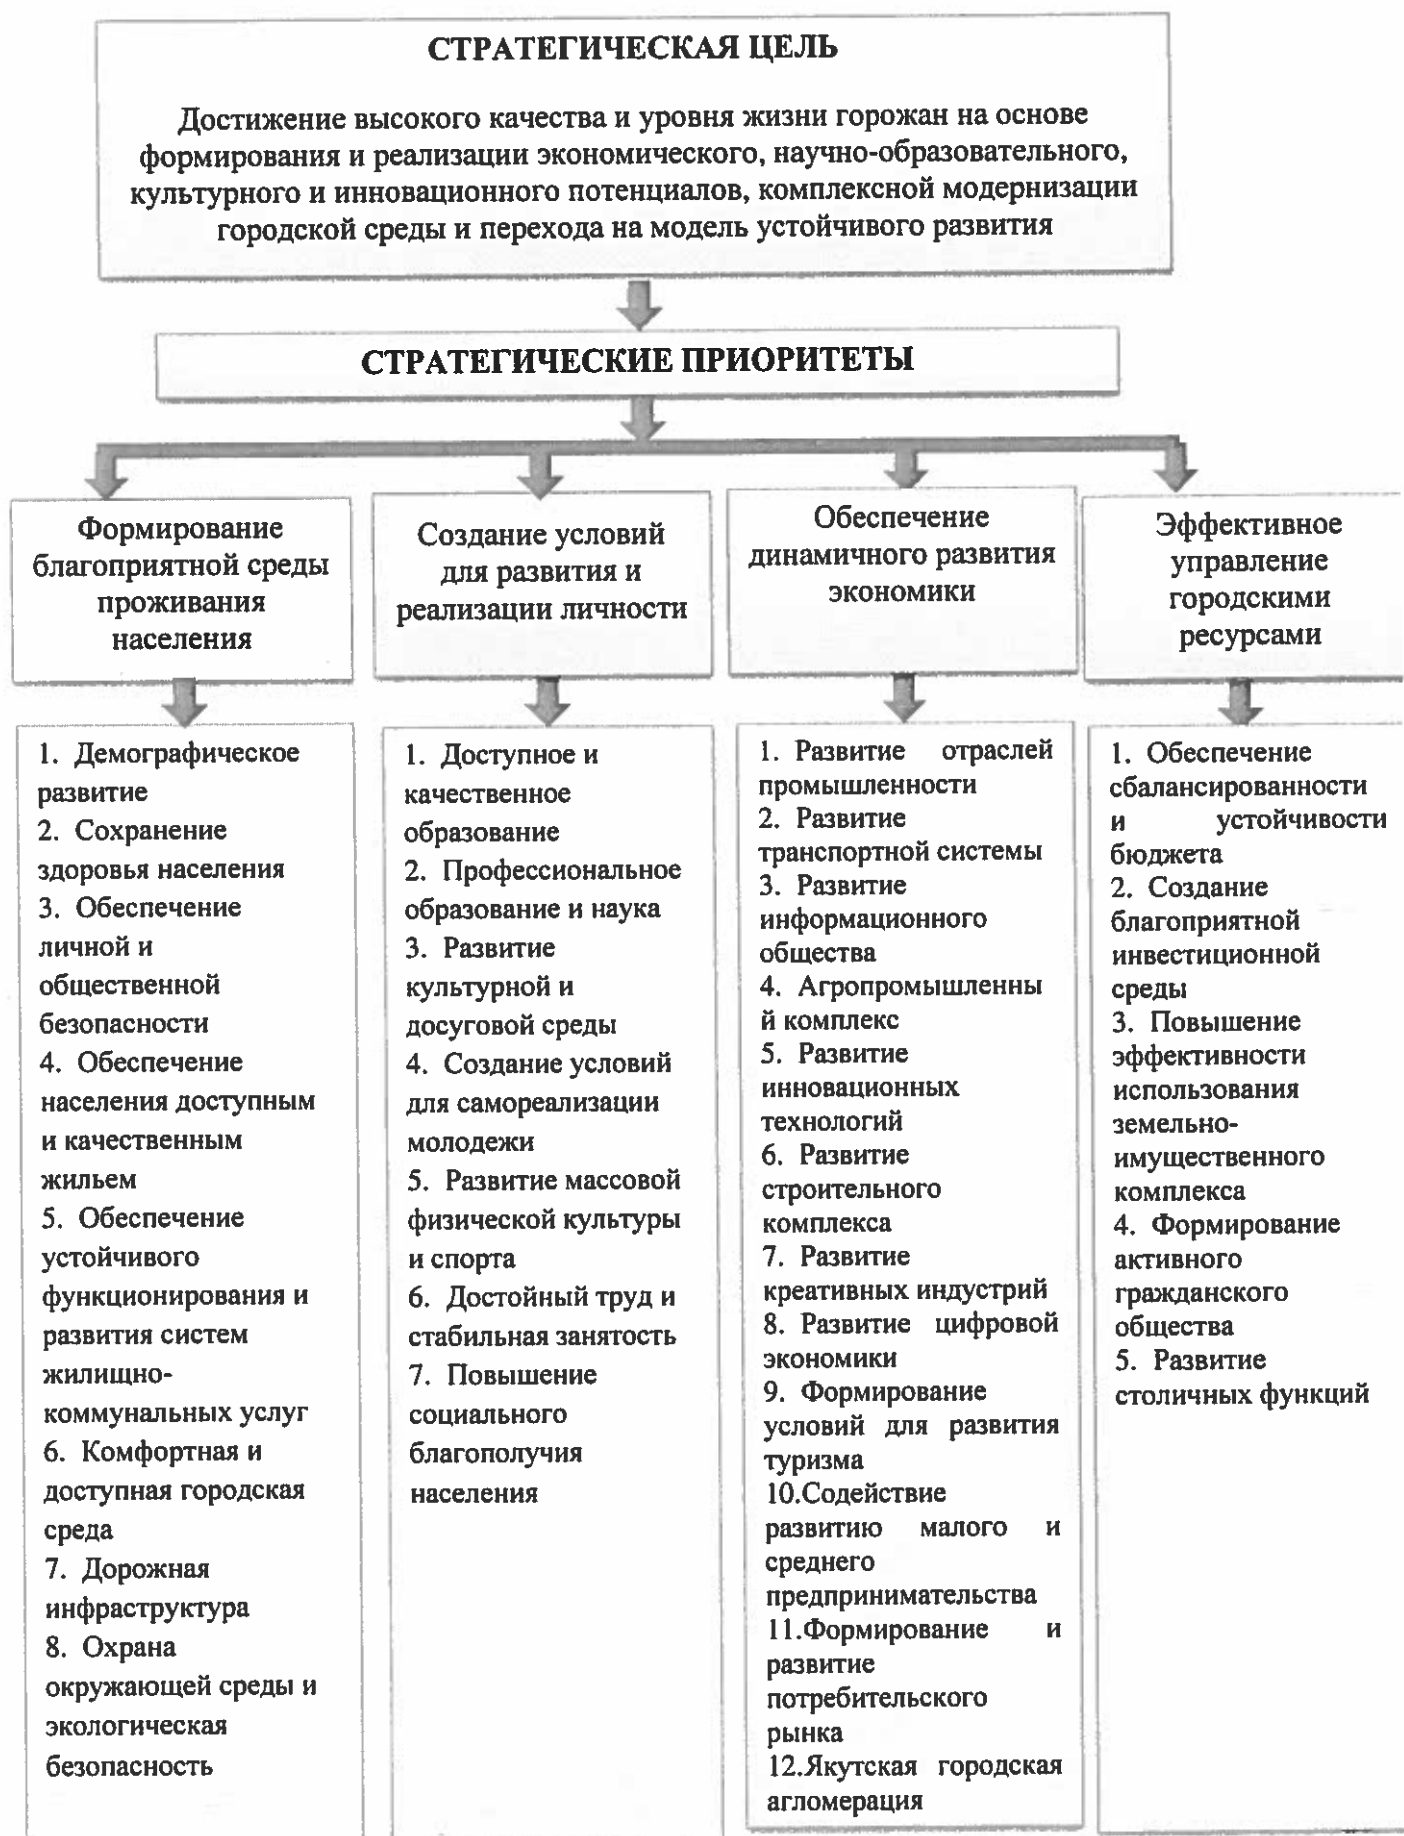 СТРАТЕГИЧЕСКАЯ ЦЕЛЬ
Достижение высокого качества и уровня жизни горожан на основе
формирования и реализации экономического, научно-образовательного,
культурного и инновационного потенциалов, комплексной модернизации
городской среды и перехода на модель устойчивого развития
СТРАТЕГИЧЕСКИЕ ПРИОРИТЕТЫ
Формирование
благоприятной среды
проживания
населения
Создание условий
для развития и
реализации личности
Обеспечение
динамичного развития
экономики
Эффективное
управление
городскими
ресурсами
1. Демографическое
развитие
2. Сохранение
здоровья населения
3. Обеспечение
личной и
общественной
безопасности
4. Обеспечение
населения доступным
и качественным
жильем
5. Обеспечение
устойчивого
функционирования и
развития систем
жилищно-
коммунальных услуг
6. Комфортная и
доступная городская
среда
7. Дорожная
инфраструктура
8. Охрана
окружающей среды и
экологическая
безопасность
1. Доступное и
качественное
образование
2. Профессиональное
образование и наука
3. Развитие
культурной и
досуговой среды
4. Создание условий
для самореализации
молодежи
5. Развитие массовой
физической культуры
и спорта
6. Достойный труд и
стабильная занятость
7. Повышение
социального
благополучия
населения
1. Развитие отраслей
промышленности
2. Развитие
транспортной системы
3. Развитие
информационного
общества
4. Агропромышленны
й комплекс
5. Развитие
инновационных
технологий
6. Развитие
строительного
комплекса
7. Развитие
креативных индустрий
8. Развитие цифровой
экономики
9. Формирование
условий для развития
туризма
10.Содействие
развитию малого и
среднего
предпринимательства
11.Формирование и
развитие
потребительского
рынка
12.Якутская городская
агломерация
1. Обеспечение
сбалансированности
и устойчивости
бюджета
2. Создание
благоприятной
инвестиционной
среды
3. Повышение
эффективности
использования
земельно-
имущественного
комплекса
4. Формирование
активного
гражданского
общества
5. Развитие
столичных функций